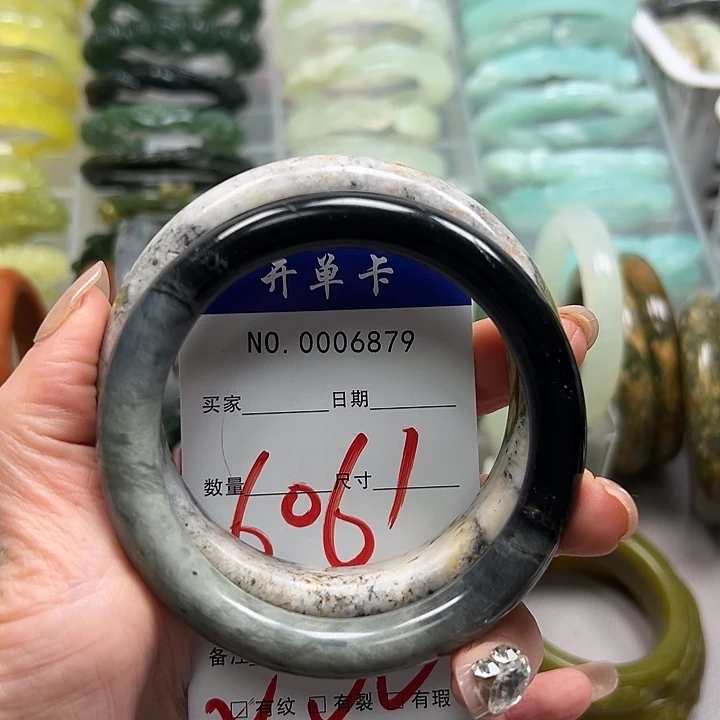 开单卡
NO. 0006879
买家 日期
6061
数量 尺寸
备注
有纹 有裂 有瑕